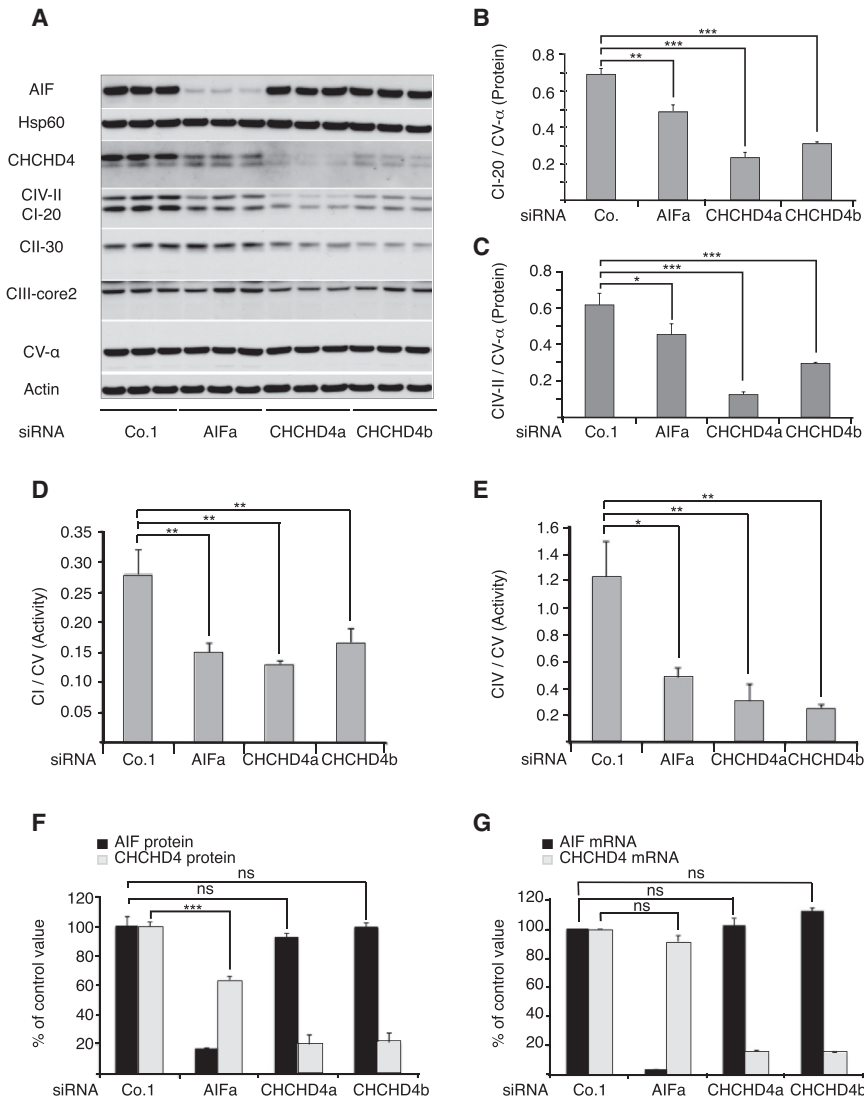 A
AIF
Hsp60
CHCHD4
CIV-II
CI-20
CII-30
CIII-core2
CV-α
Actin
siRNA Co.1 AIFa CHCHD4a CHCHD4b
B
CI-20 / CV-α (Protein)
0.8
0.6
0.4
0.2
***
***
**
siRNA Co. AIFa CHCHD4a CHCHD4b
C
CIV-II / CV-α (Protein)
0.8
0.6
0.4
0.2
***
***
*
siRNA Co.1 AIFa CHCHD4a CHCHD4b
D
CI / CV (Activity)
0.35
0.30
0.25
0.20
0.15
0.10
0.05
**
**
**
siRNA Co.1 AIFa CHCHD4a CHCHD4b
E
CIV / CV (Activity)
1.6
1.4
1.2
1.0
0.8
0.6
0.4
0.2
**
**
*
siRNA Co.1 AIFa CHCHD4a CHCHD4b
F
AIF protein
CHCHD4 protein
% of control value
120
100
80
60
40
20
ns
ns
***
siRNA Co.1 AIFa CHCHD4a CHCHD4b
G
AIF mRNA
CHCHD4 mRNA
% of control value
120
100
80
60
40
20
ns
ns
ns
siRNA Co.1 AIFa CHCHD4a CHCHD4b